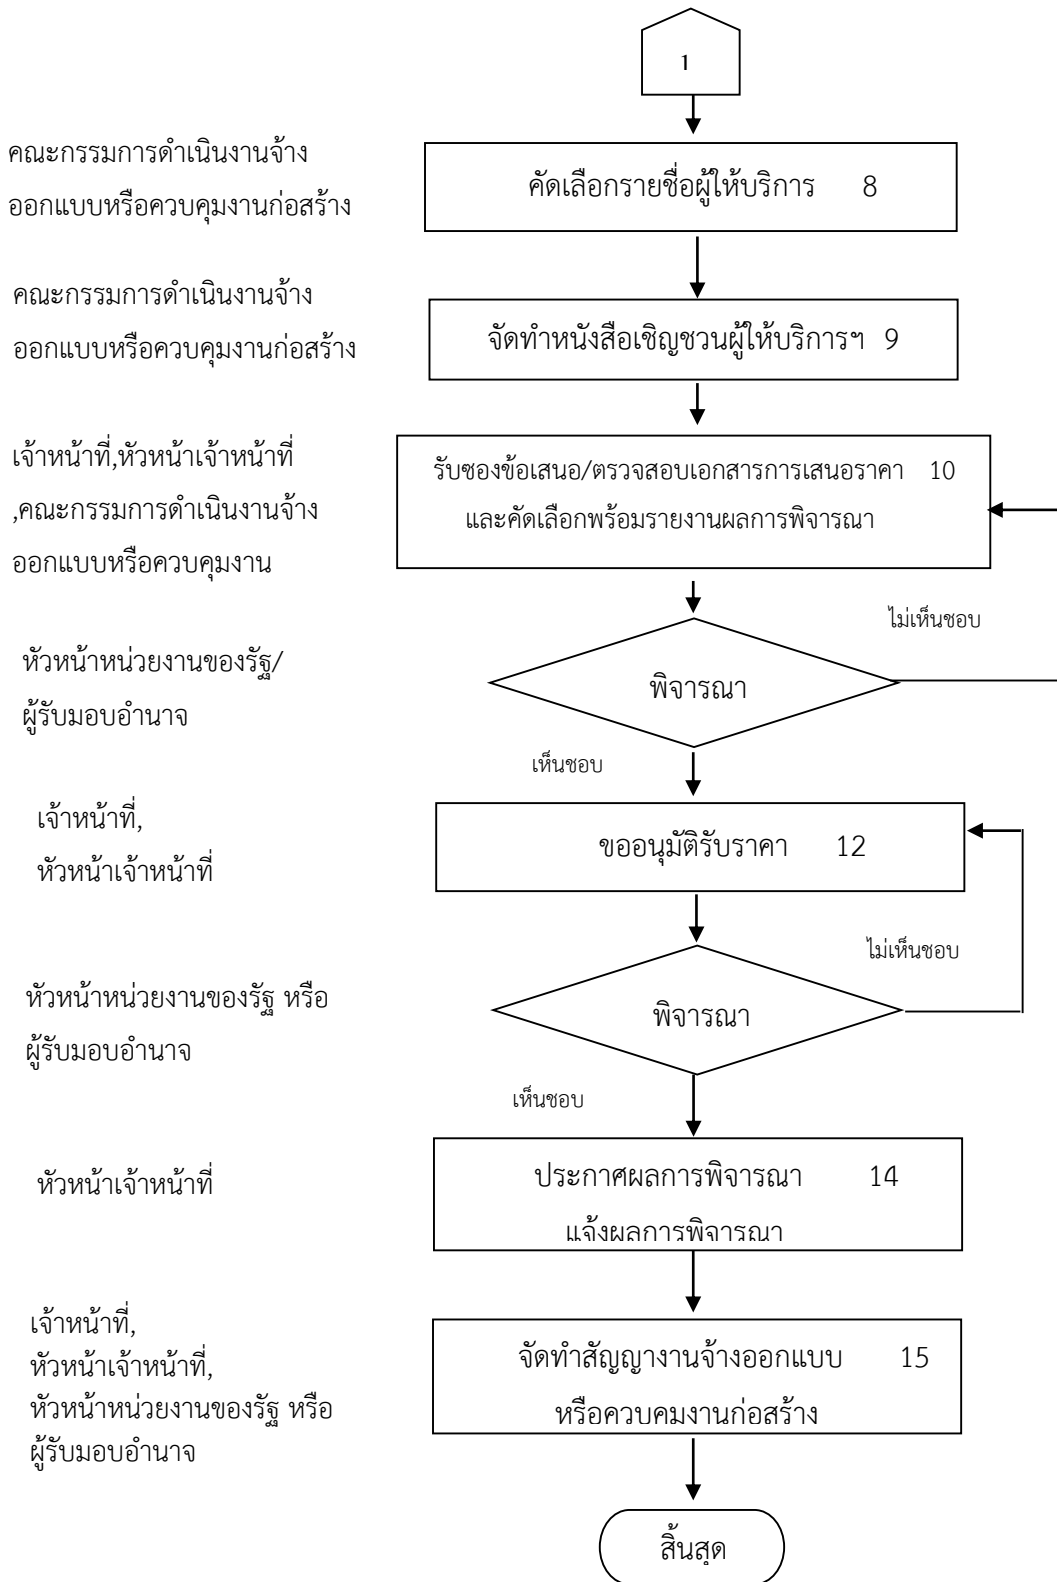 1
คณะกรรมการดำเนินงานจ้าง
ออกแบบหรือควบคุมงานก่อสร้าง
คัดเลือกรายชื่อผู้ให้บริการ 8
คณะกรรมการดำเนินงานจ้าง
ออกแบบหรือควบคุมงานก่อสร้าง
จัดทำหนังสือเชิญชวนผู้ให้บริการฯ 9
เจ้าหน้าที่,หัวหน้าเจ้าหน้าที่
,คณะกรรมการดำเนินงานจ้าง
ออกแบบหรือควบคุมงาน
รับซองข้อเสนอ/ตรวจสอบเอกสารการเสนอราคา 10
และคัดเลือกพร้อมรายงานผลการพิจารณา
ไม่เห็นชอบ
หัวหน้าหน่วยงานของรัฐ/
ผู้รับมอบอำนาจ
พิจารณา
เห็นชอบ
เจ้าหน้าที่,
หัวหน้าเจ้าหน้าที่
ขออนุมัติรับราคา 12
ไม่เห็นชอบ
หัวหน้าหน่วยงานของรัฐ หรือ
ผู้รับมอบอำนาจ
พิจารณา
เห็นชอบ
หัวหน้าเจ้าหน้าที่
ประกาศผลการพิจารณา 14
แจ้งผลการพิจารณา
เจ้าหน้าที่,
หัวหน้าเจ้าหน้าที่,
หัวหน้าหน่วยงานของรัฐ หรือ
ผู้รับมอบอำนาจ
จัดทำสัญญางานจ้างออกแบบ 15
หรือควบคุมงานก่อสร้าง
สิ้นสุด